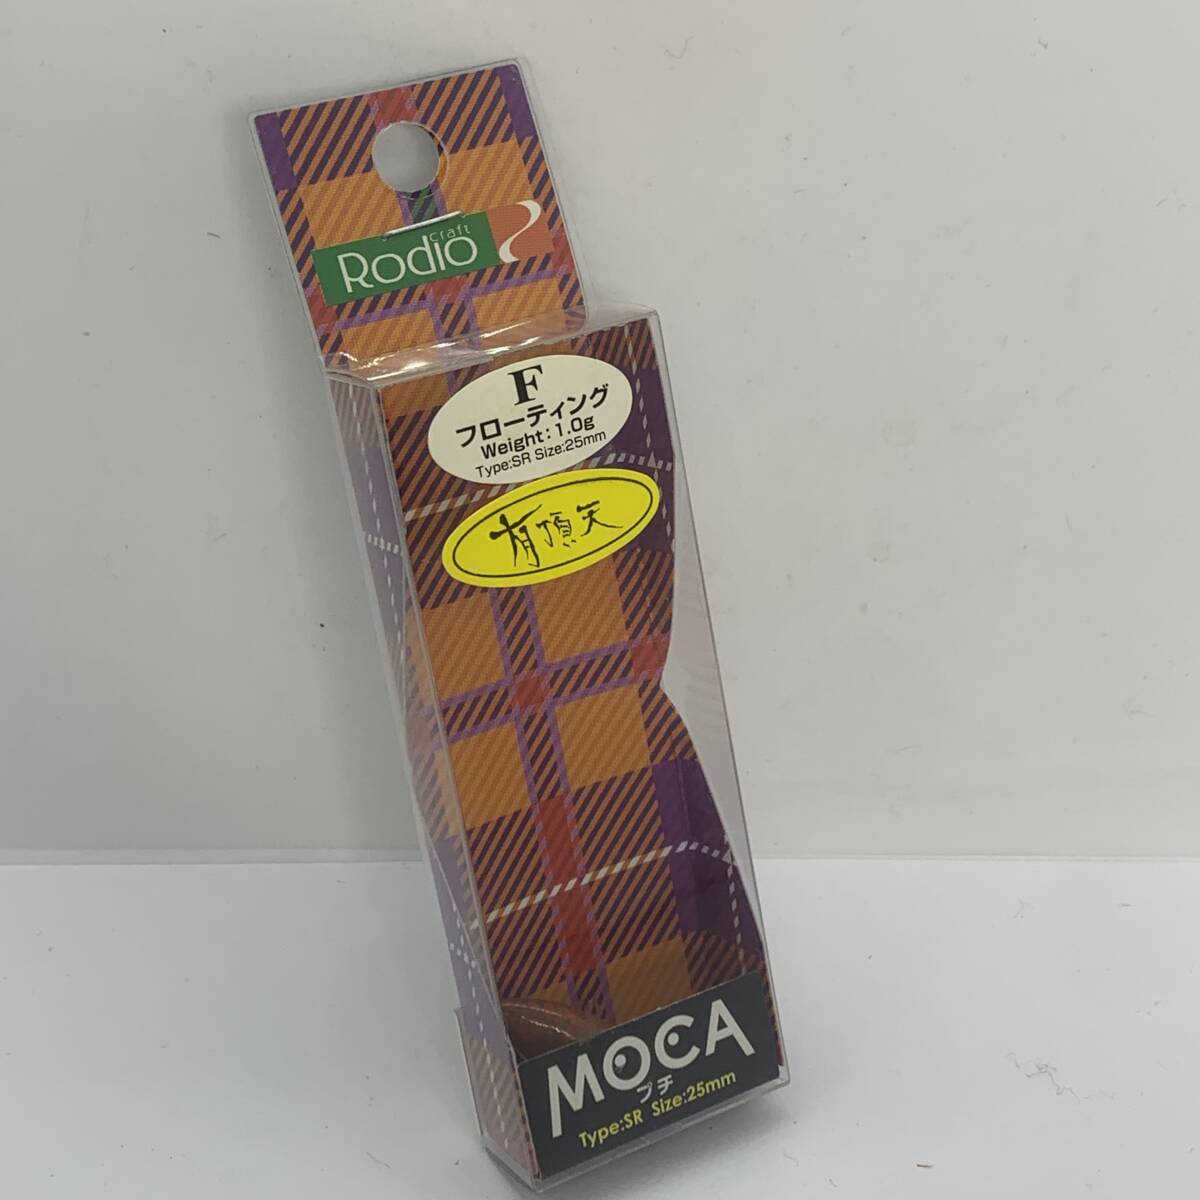 Rodio craft
F
フローティング
Weight:1.0g
Type:SR Size:25mm
有頂天
MOCA
プチ
Type:SR Size:25mm